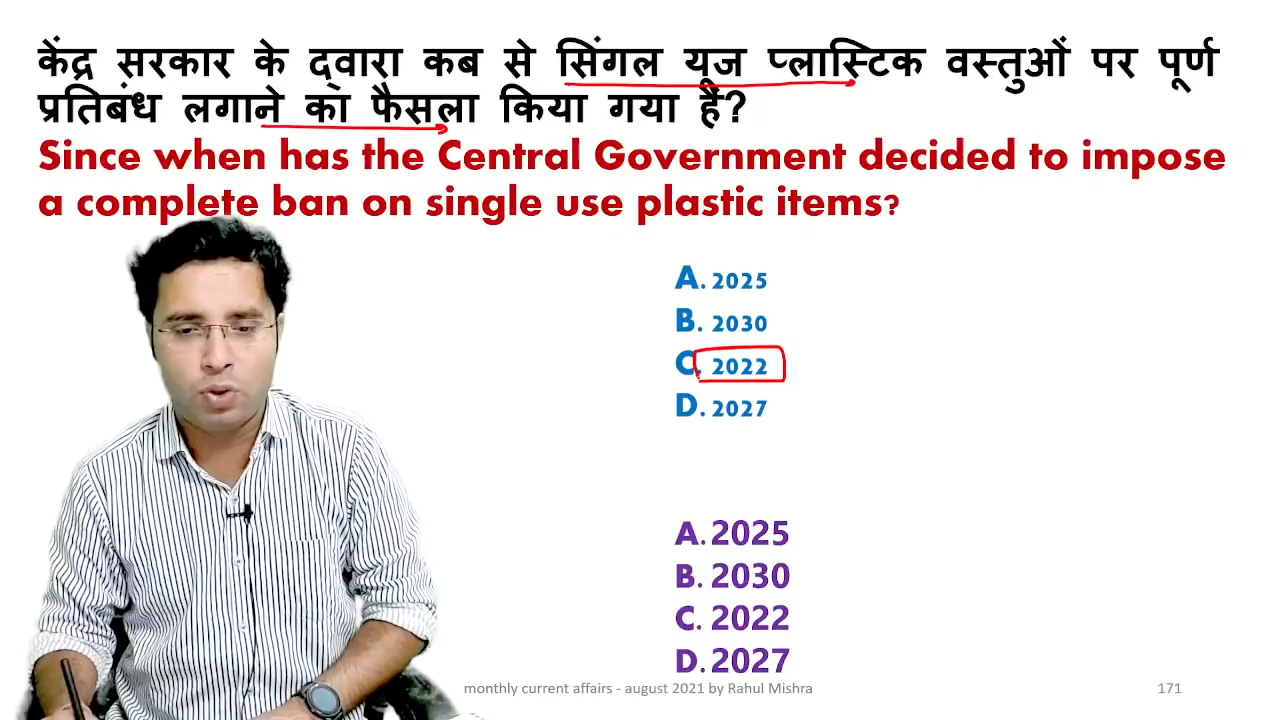 केंद्र सरकार के द्वारा कब से सिंगल यूज प्लास्टिक वस्तुओं पर पूर्ण
प्रतिबंध लगाने का फैसला किया गया हैं?
Since when has the Central Government decided to impose
a complete ban on single use plastic items?
A. 2025
B. 2030
C. 2022
D. 2027
A. 2025
B. 2030
C. 2022
D. 2027
monthly current affairs - august 2021 by Rahul Mishra
171